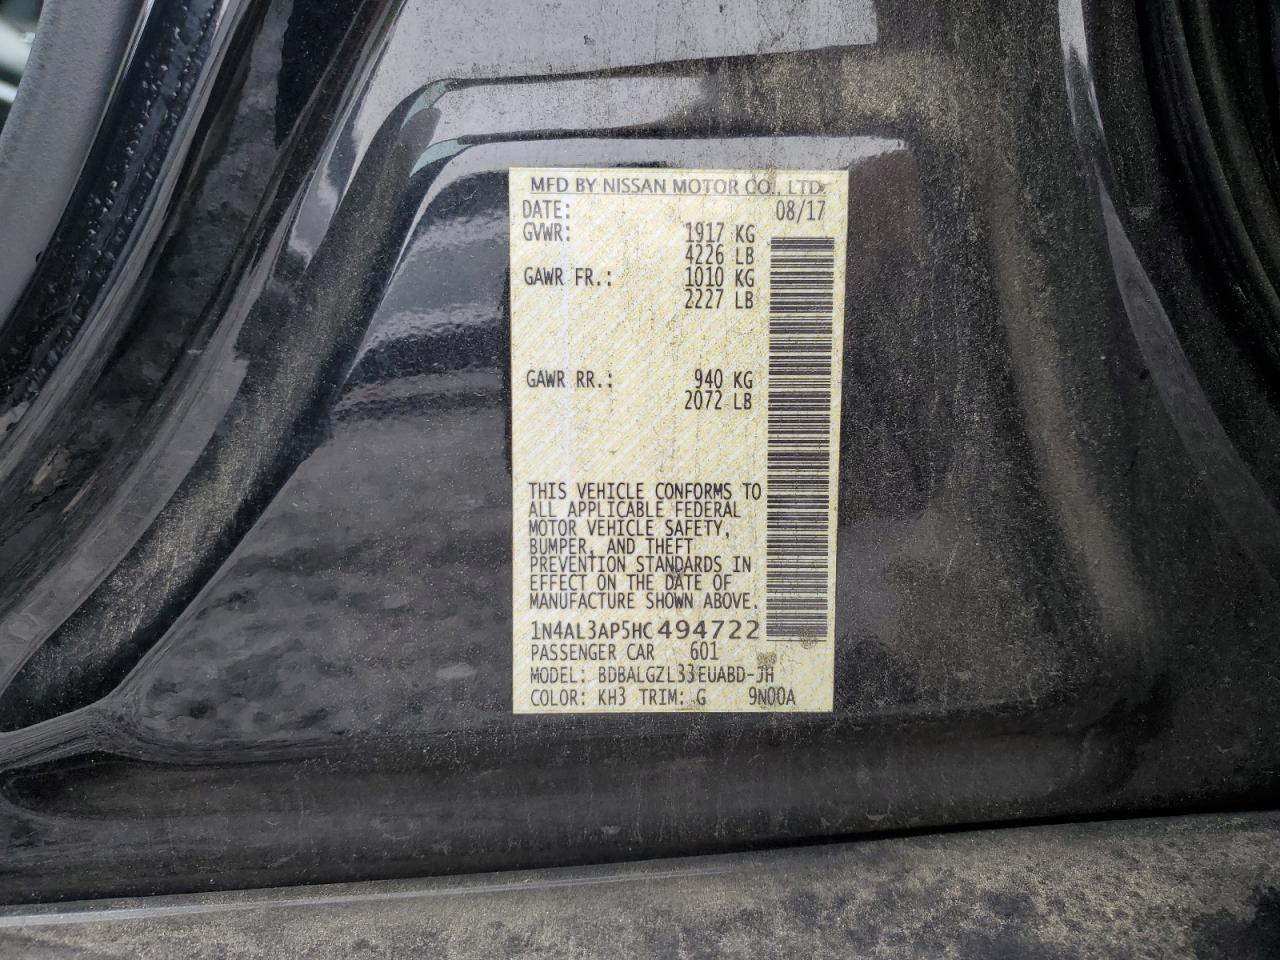 MFD BY NISSAN MOTOR CO., LTD.
DATE: 08/17
GVWR: 1917 KG
4226 LB
GAWR FR.: 1010 KG
2227 LB
GAWR RR.: 940 KG
2072 LB
THIS VEHICLE CONFORMS TO
ALL APPLICABLE FEDERAL
MOTOR VEHICLE SAFETY,
BUMPER, AND THEFT
PREVENTION STANDARDS IN
EFFECT ON THE DATE OF
MANUFACTURE SHOWN ABOVE.
1N4AL3AP5HC494722
PASSENGER CAR 601
MODEL: BDBALGZL33EUABD-JH
COLOR: KH3 TRIM: G 9N00A